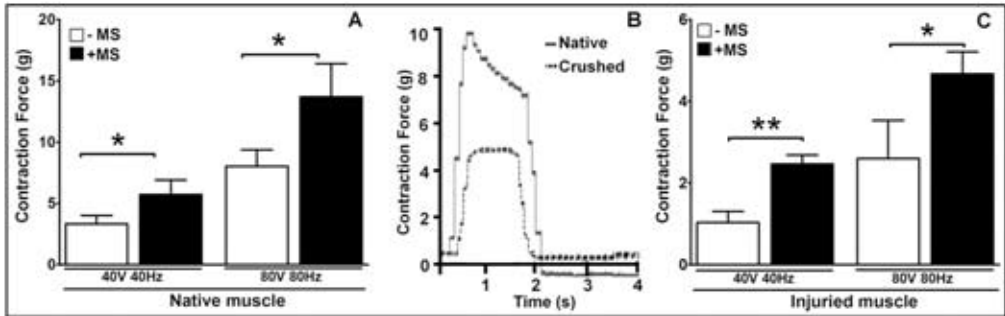 A
- MS
+MS
Contraction Force (g)
20
15
10
5
0
*
*
40V 40Hz
80V 80Hz
Native muscle
B
Native
Crushed
Contraction Force (g)
10
8
6
4
2
0
1
2
3
4
Time (s)
C
- MS
+MS
Contraction Force (g)
6
4
2
0
**
*
40V 40Hz
80V 80Hz
Injuried muscle